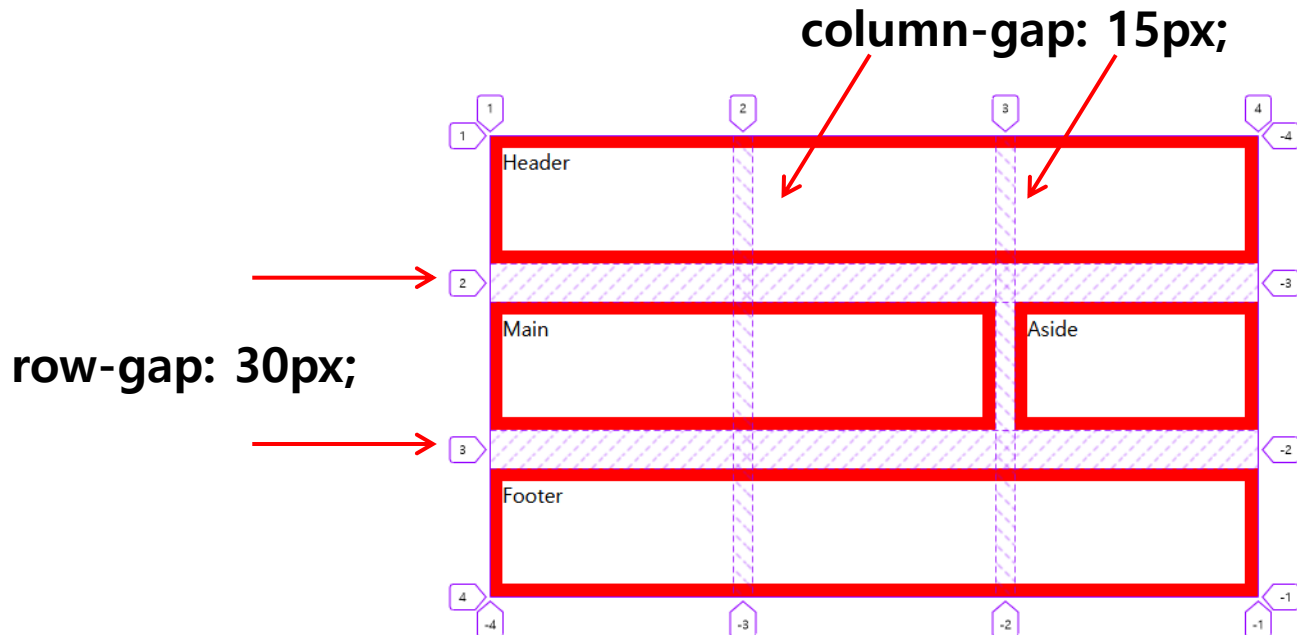 column-gap: 15px;
1 2 3 4
1 -4
Header
2 -3
Main Aside
row-gap: 30px;
3 -2
Footer
4 -1
-4 -3 -2 -1